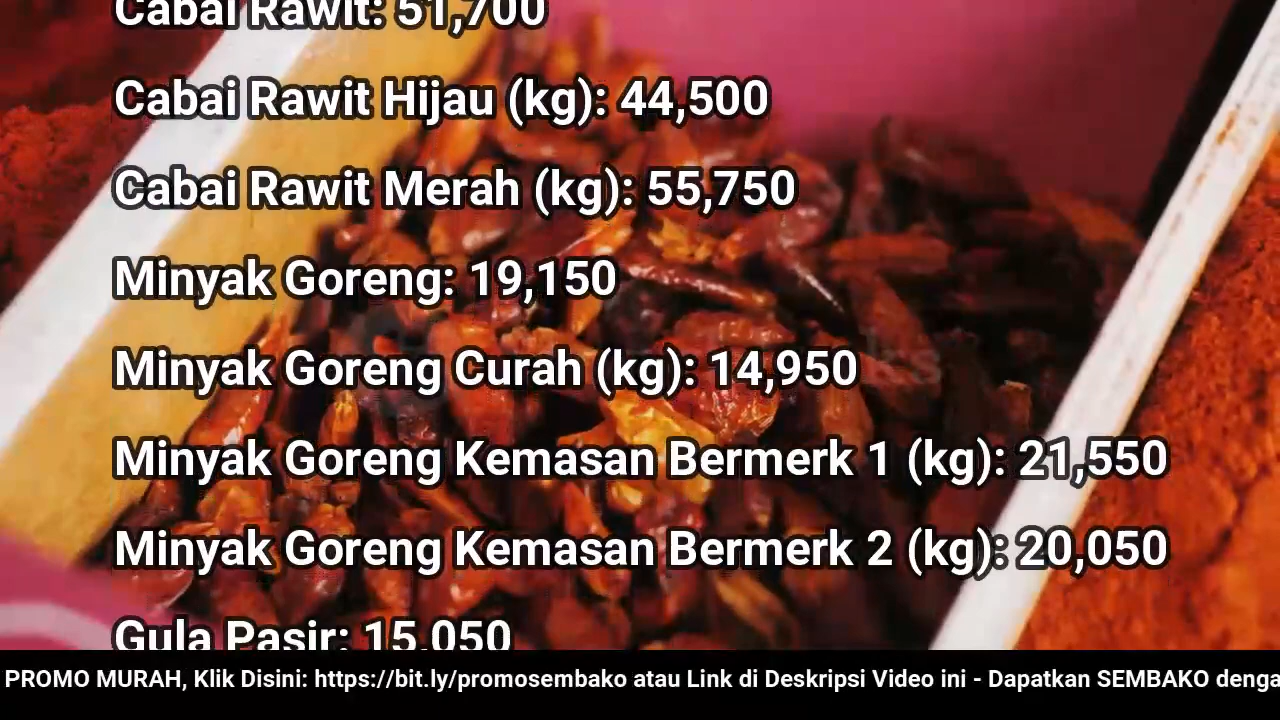 Cabai Rawit: 51,700
Cabai Rawit Hijau (kg): 44,500
Cabai Rawit Merah (kg): 55,750
Minyak Goreng: 19,150
Minyak Goreng Curah (kg): 14,950
Minyak Goreng Kemasan Bermerk 1 (kg): 21,550
Minyak Goreng Kemasan Bermerk 2 (kg): 20,050
Gula Pasir: 15,050
PROMO MURAH, Klik Disini: https://bit.ly/promosembako atau Link di Deskripsi Video ini - Dapatkan SEMBAKO denga